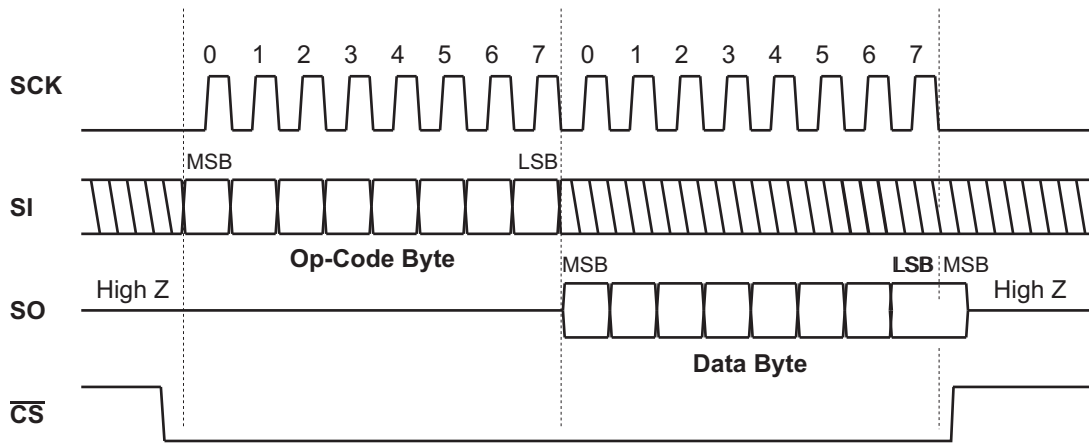 0 1 2 3 4 5 6 7 0 1 2 3 4 5 6 7
SCK
MSB LSB
SI
Op-Code Byte
MSB LSB MSB
High Z High Z
SO
Data Byte
CS